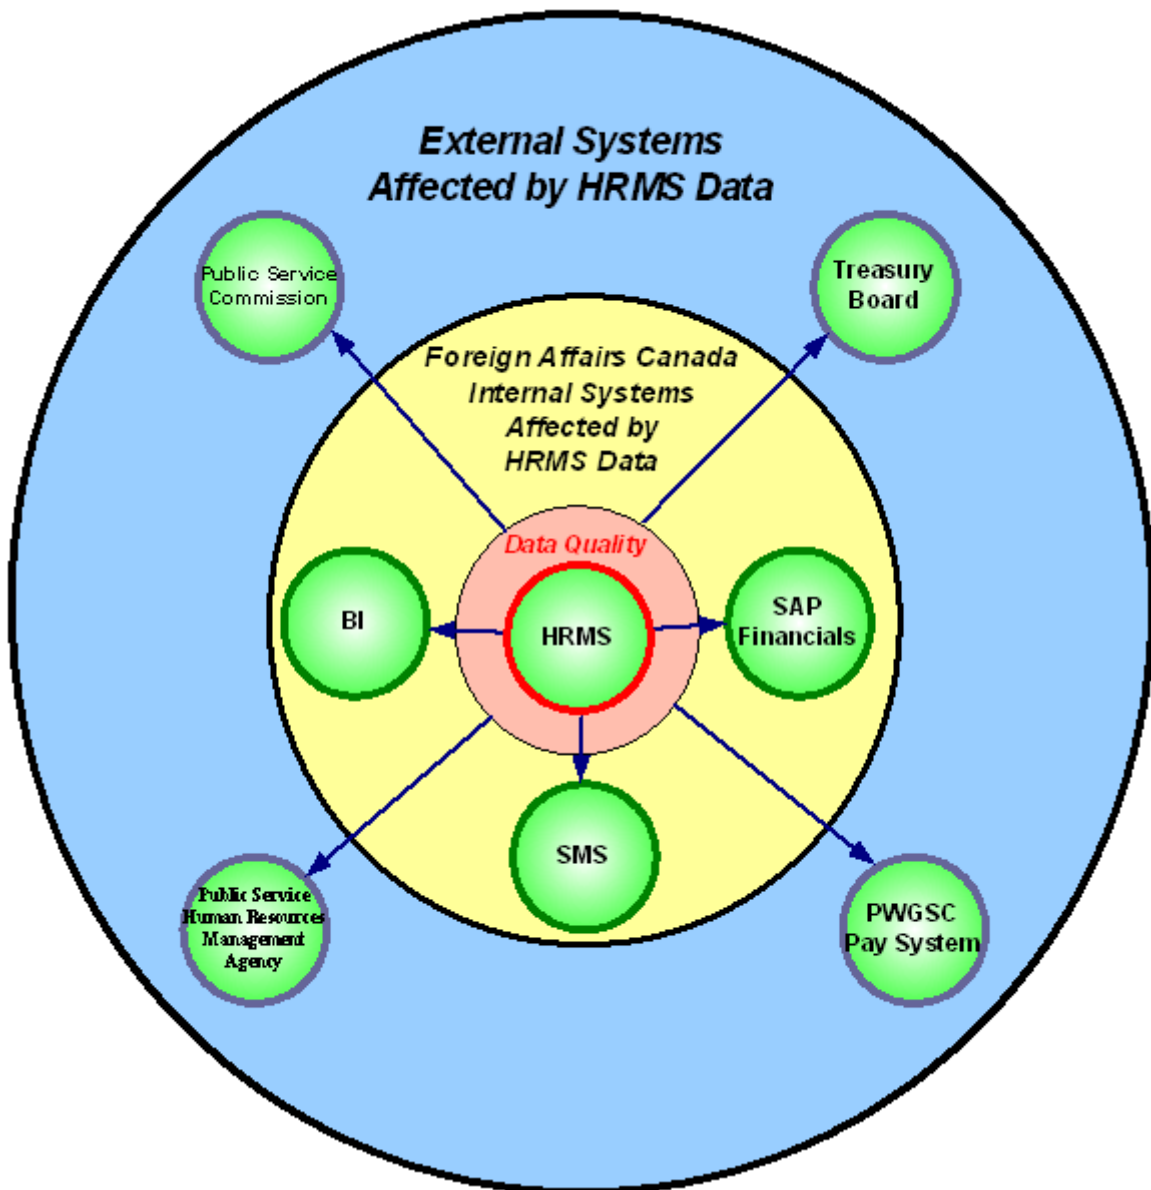 External Systems
Affected by HRMS Data
Public Service
Commission
Treasury
Board
Foreign Affairs Canada
Internal Systems
Affected by
HRMS Data
Data Quality
BI
HRMS
SAP
Financials
SMS
Public Service
Human Resources
Management
Agency
PWGSC
Pay System